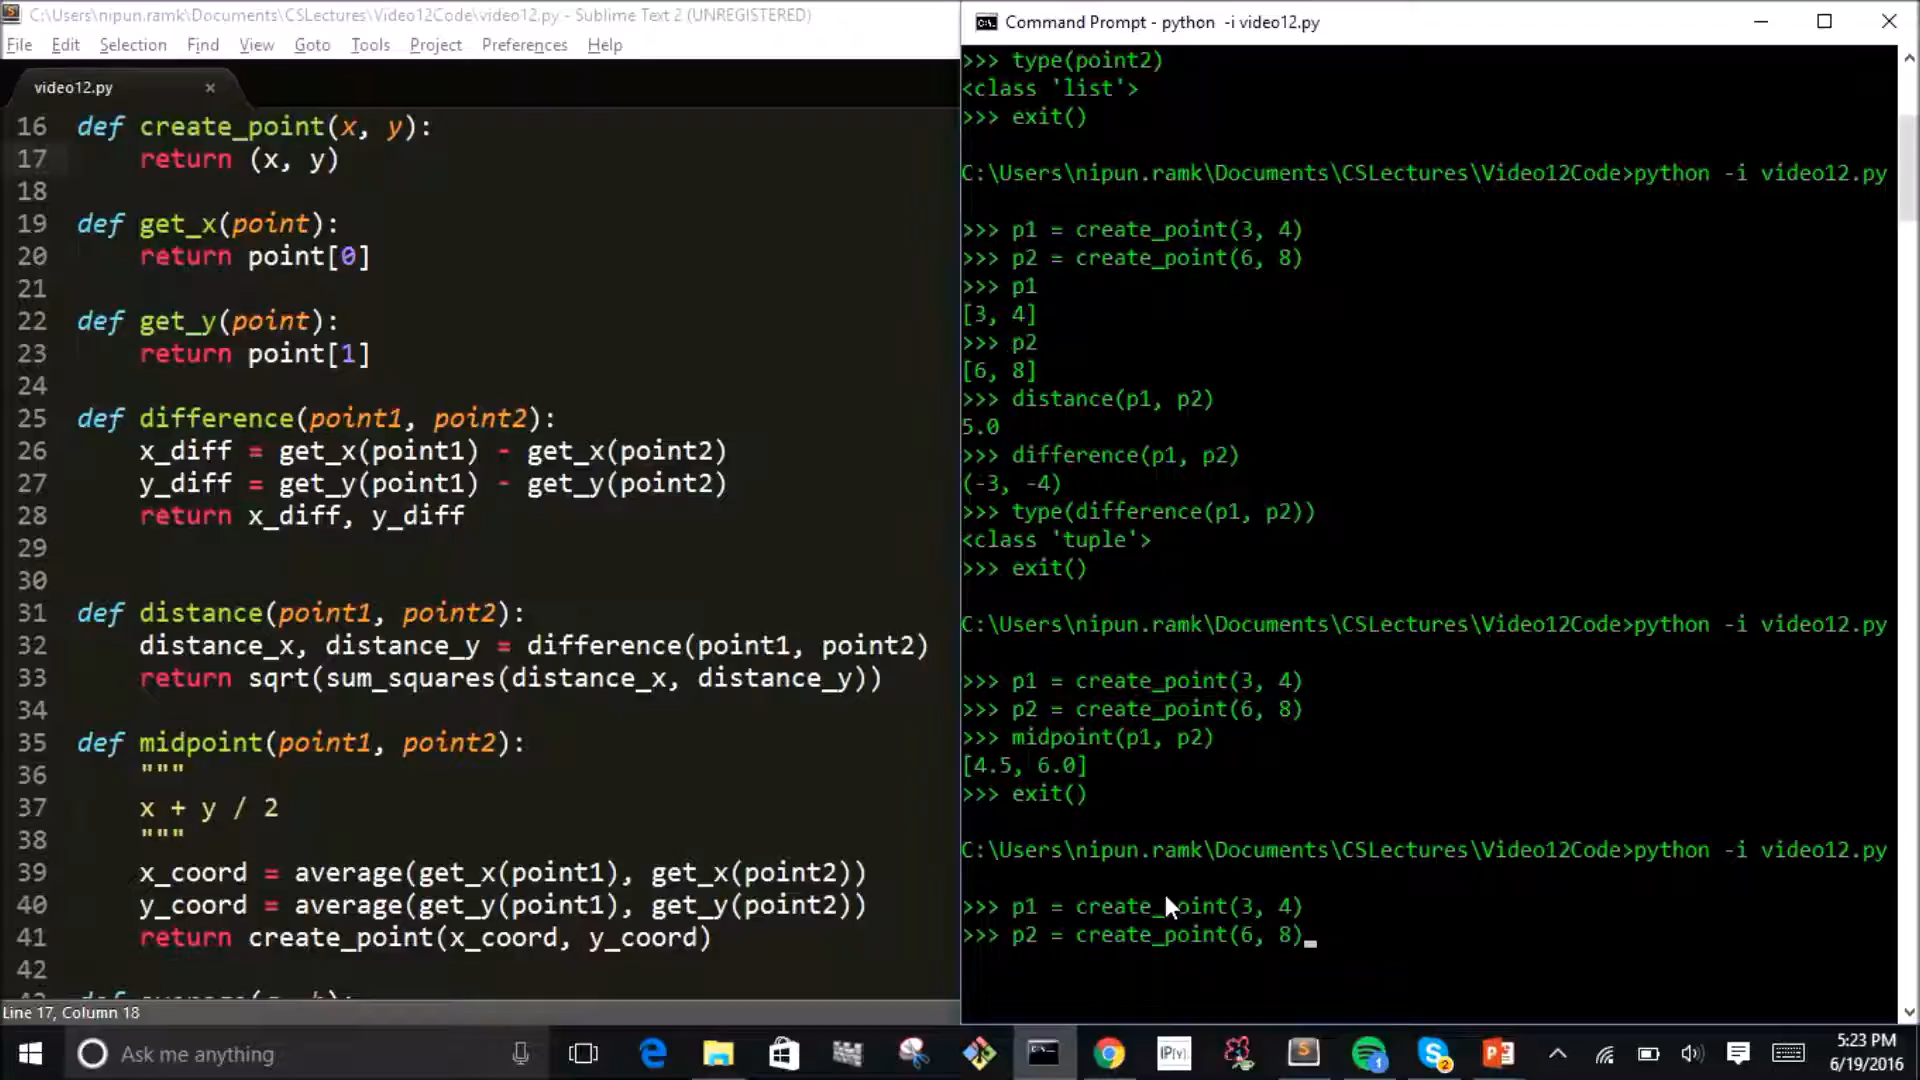 C:\Users\nipun.ramk\Documents\CSLectures\Video12Code\video12.py - Sublime Text 2 (UNREGISTERED)
File Edit Selection Find View Goto Tools Project Preferences Help
video12.py ×
16 def create_point(x, y):
17 return (x, y)
18
19 def get_x(point):
20 return point[0]
21
22 def get_y(point):
23 return point[1]
24
25 def difference(point1, point2):
26 x_diff = get_x(point1) - get_x(point2)
27 y_diff = get_y(point1) - get_y(point2)
28 return x_diff, y_diff
29
30
31 def distance(point1, point2):
32 distance_x, distance_y = difference(point1, point2)
33 return sqrt(sum_squares(distance_x, distance_y))
34
35 def midpoint(point1, point2):
36 """
37 x + y / 2
38 """
39 x_coord = average(get_x(point1), get_x(point2))
40 y_coord = average(get_y(point1), get_y(point2))
41 return create_point(x_coord, y_coord)
42
Line 17, Column 18
Command Prompt - python -i video12.py
>>> type(point2)
<class 'list'>
>>> exit()
C:\Users\nipun.ramk\Documents\CSLectures\Video12Code>python -i video12.py
>>> p1 = create_point(3, 4)
>>> p2 = create_point(6, 8)
>>> p1
[3, 4]
>>> p2
[6, 8]
>>> distance(p1, p2)
5.0
>>> difference(p1, p2)
(-3, -4)
>>> type(difference(p1, p2))
<class 'tuple'>
>>> exit()
C:\Users\nipun.ramk\Documents\CSLectures\Video12Code>python -i video12.py
>>> p1 = create_point(3, 4)
>>> p2 = create_point(6, 8)
>>> midpoint(p1, p2)
[4.5, 6.0]
>>> exit()
C:\Users\nipun.ramk\Documents\CSLectures\Video12Code>python -i video12.py
>>> p1 = create_point(3, 4)
>>> p2 = create_point(6, 8)
Ask me anything
IP[y]:
5:23 PM
6/19/2016